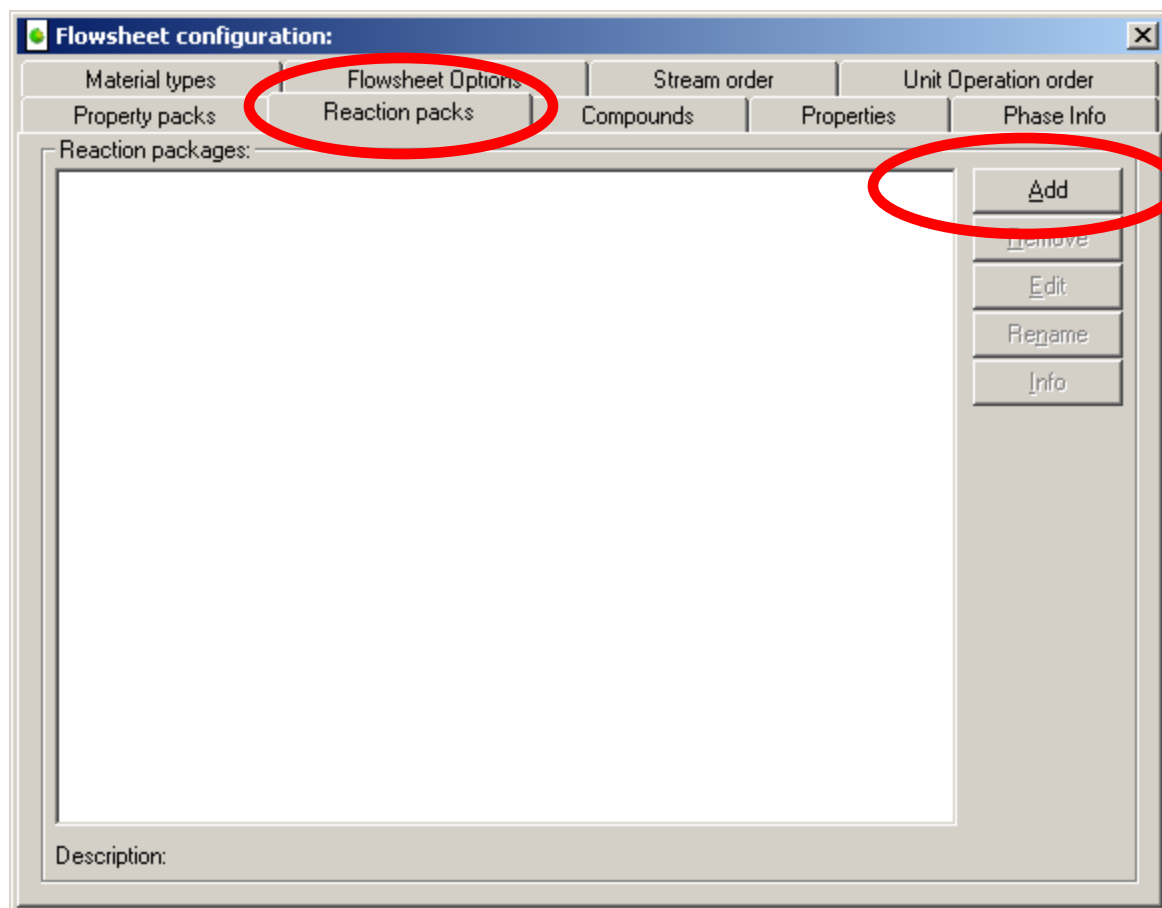 Flowsheet configuration:
Material types Flowsheet Options Stream order Unit Operation order
Property packs Reaction packs Compounds Properties Phase Info
Reaction packages:
Add
Remove
Edit
Rename
Info
Description: